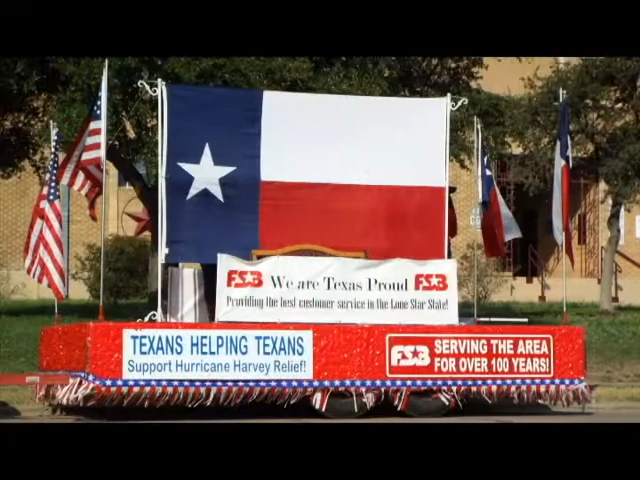 FSB We are Texas Proud FSB
Providing the best customer service in the Lone Star State!
TEXANS HELPING TEXANS
Support Hurricane Harvey Relief!
FSB SERVING THE AREA
FOR OVER 100 YEARS!